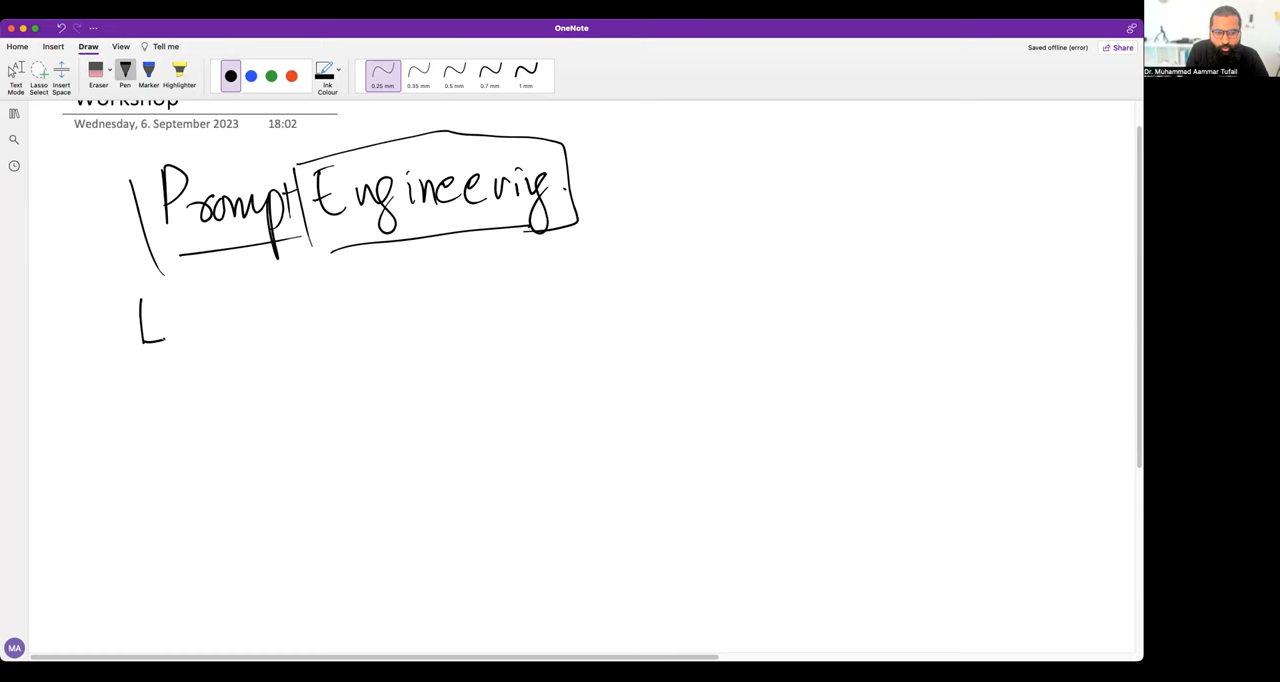 OneNote
Home Insert Draw View Tell me
Saved offline (error) Share
Text Mode
Lasso Select
Insert Space
Eraser
Pen
Marker
Highlighter
Ink Colour
0.25 mm
0.35 mm
0.5 mm
0.7 mm
1 mm
Dr. Muhammad Aammar Tufail
Workshop
Wednesday, 6. September 2023 18:02
Prompt Engineering.
L
MA